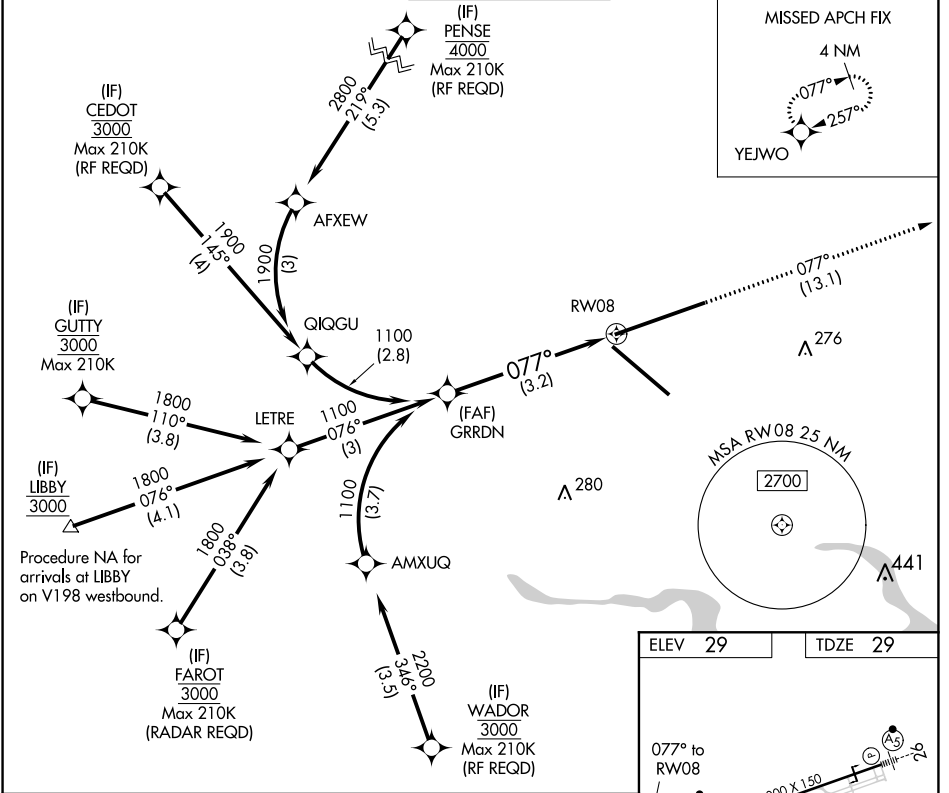 (IF)
PENSE
4000
Max 210K
(RF REQD)
2800
219°
(5.3)
MISSED APCH FIX
4 NM
077°
257°
YEJWO
(IF)
CEDOT
3000
Max 210K
(RF REQD)
1900
145°
(4)
AFXEW
1900
(3)
077°
(13.1)
RW08
276
(IF)
GUTTY
3000
Max 210K
QIQGU
1100
(2.8)
077°
(3.2)
1800
110°
(3.8)
LETRE
1100
076°
(3)
(FAF)
GRRDN
(IF)
LIBBY
3000
1800
076°
(4.1)
Procedure NA for
arrivals at LIBBY
on V198 westbound.
1800
038°
(3.8)
1100
(3.7)
280
MSA RW08 25 NM
2700
441
AMXUQ
(IF)
FAROT
3000
Max 210K
(RADAR REQD)
2200
346°
(3.5)
(IF)
WADOR
3000
Max 210K
(RF REQD)
ELEV 29
TDZE 29
077° to
RW08
X 150
P
A5
26